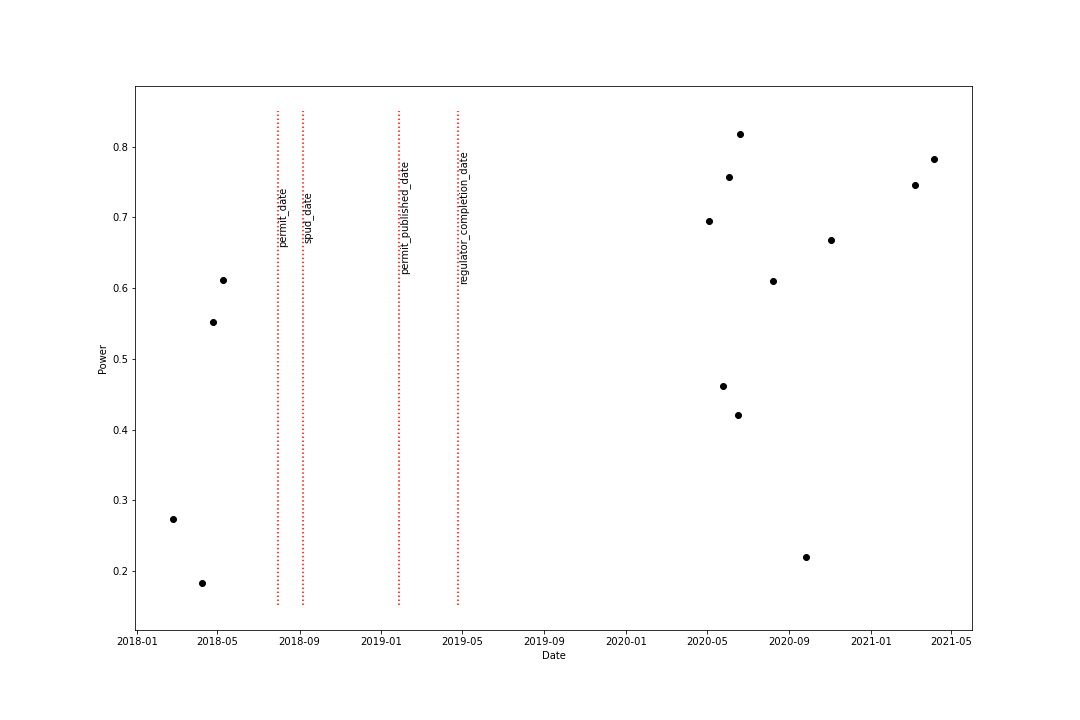 0.8
0.7
0.6
0.5
0.4
0.3
0.2
Power
permit_date
spud_date
permit_published_date
regulator_completion_date
2018-01 2018-05 2018-09 2019-01 2019-05 2019-09 2020-01 2020-05 2020-09 2021-01 2021-05
Date